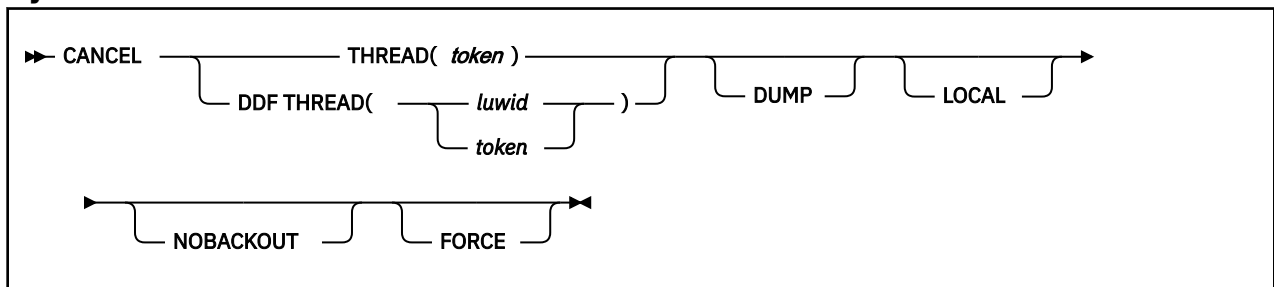 CANCEL THREAD( token )
DDF THREAD( luwid )
token
DUMP LOCAL
NOBACKOUT FORCE